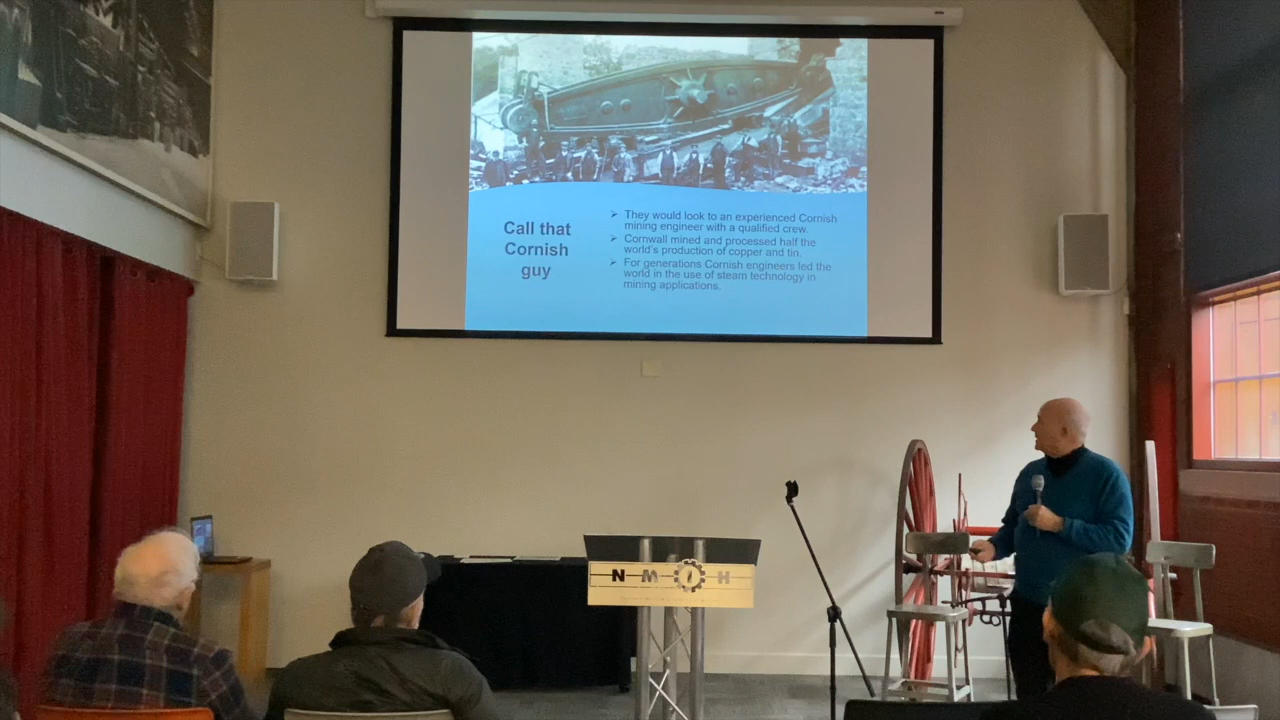 Call that
Cornish
guy
➢ They would look to an experienced Cornish
mining engineer with a qualified crew.
➢ Cornwall mined and processed half the
world's production of copper and tin.
➢ For generations Cornish engineers led the
world in the use of steam technology in
mining applications.
NMIH